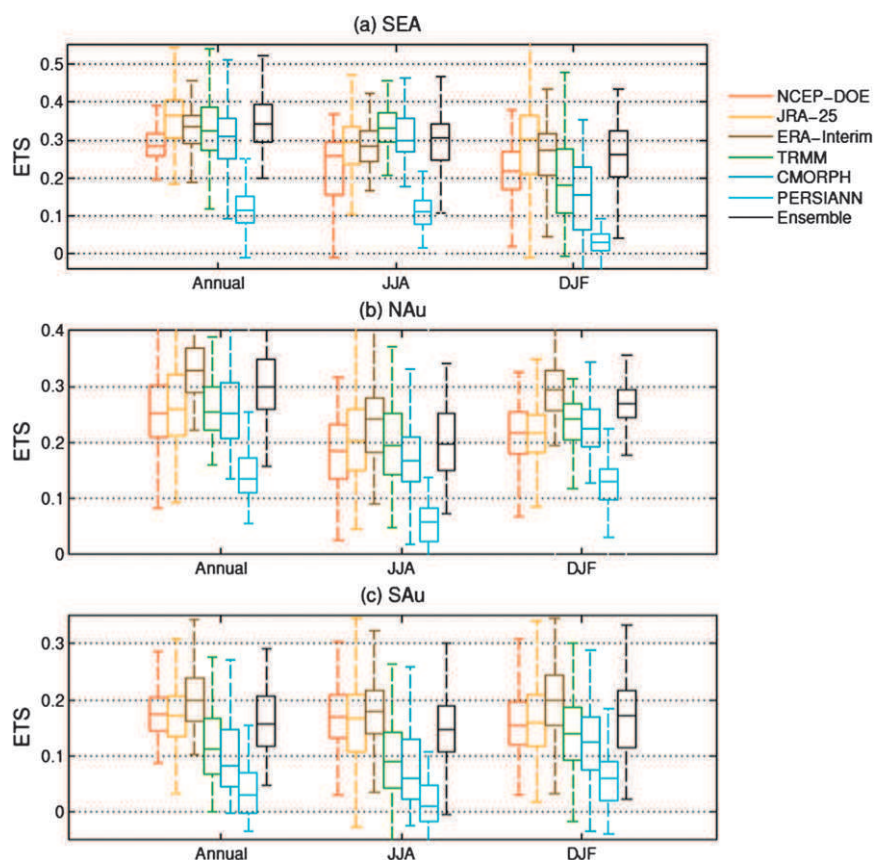 (a) SEA
ETS
0.5
0.4
0.3
0.2
0.1
0
Annual JJA DJF
NCEP-DOE
JRA-25
ERA-Interim
TRMM
CMORPH
PERSIANN
Ensemble
(b) NAu
ETS
0.4
0.3
0.2
0.1
0
Annual JJA DJF
(c) SAu
ETS
0.3
0.2
0.1
0
Annual JJA DJF